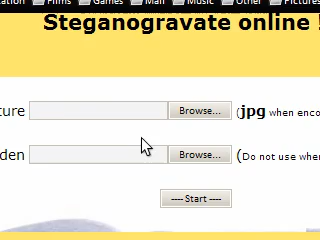 Films Games Mail Music Other Pictures
Steganogravate online !
ture Browse... (jpg when enco
den Browse... (Do not use when
---- Start ----